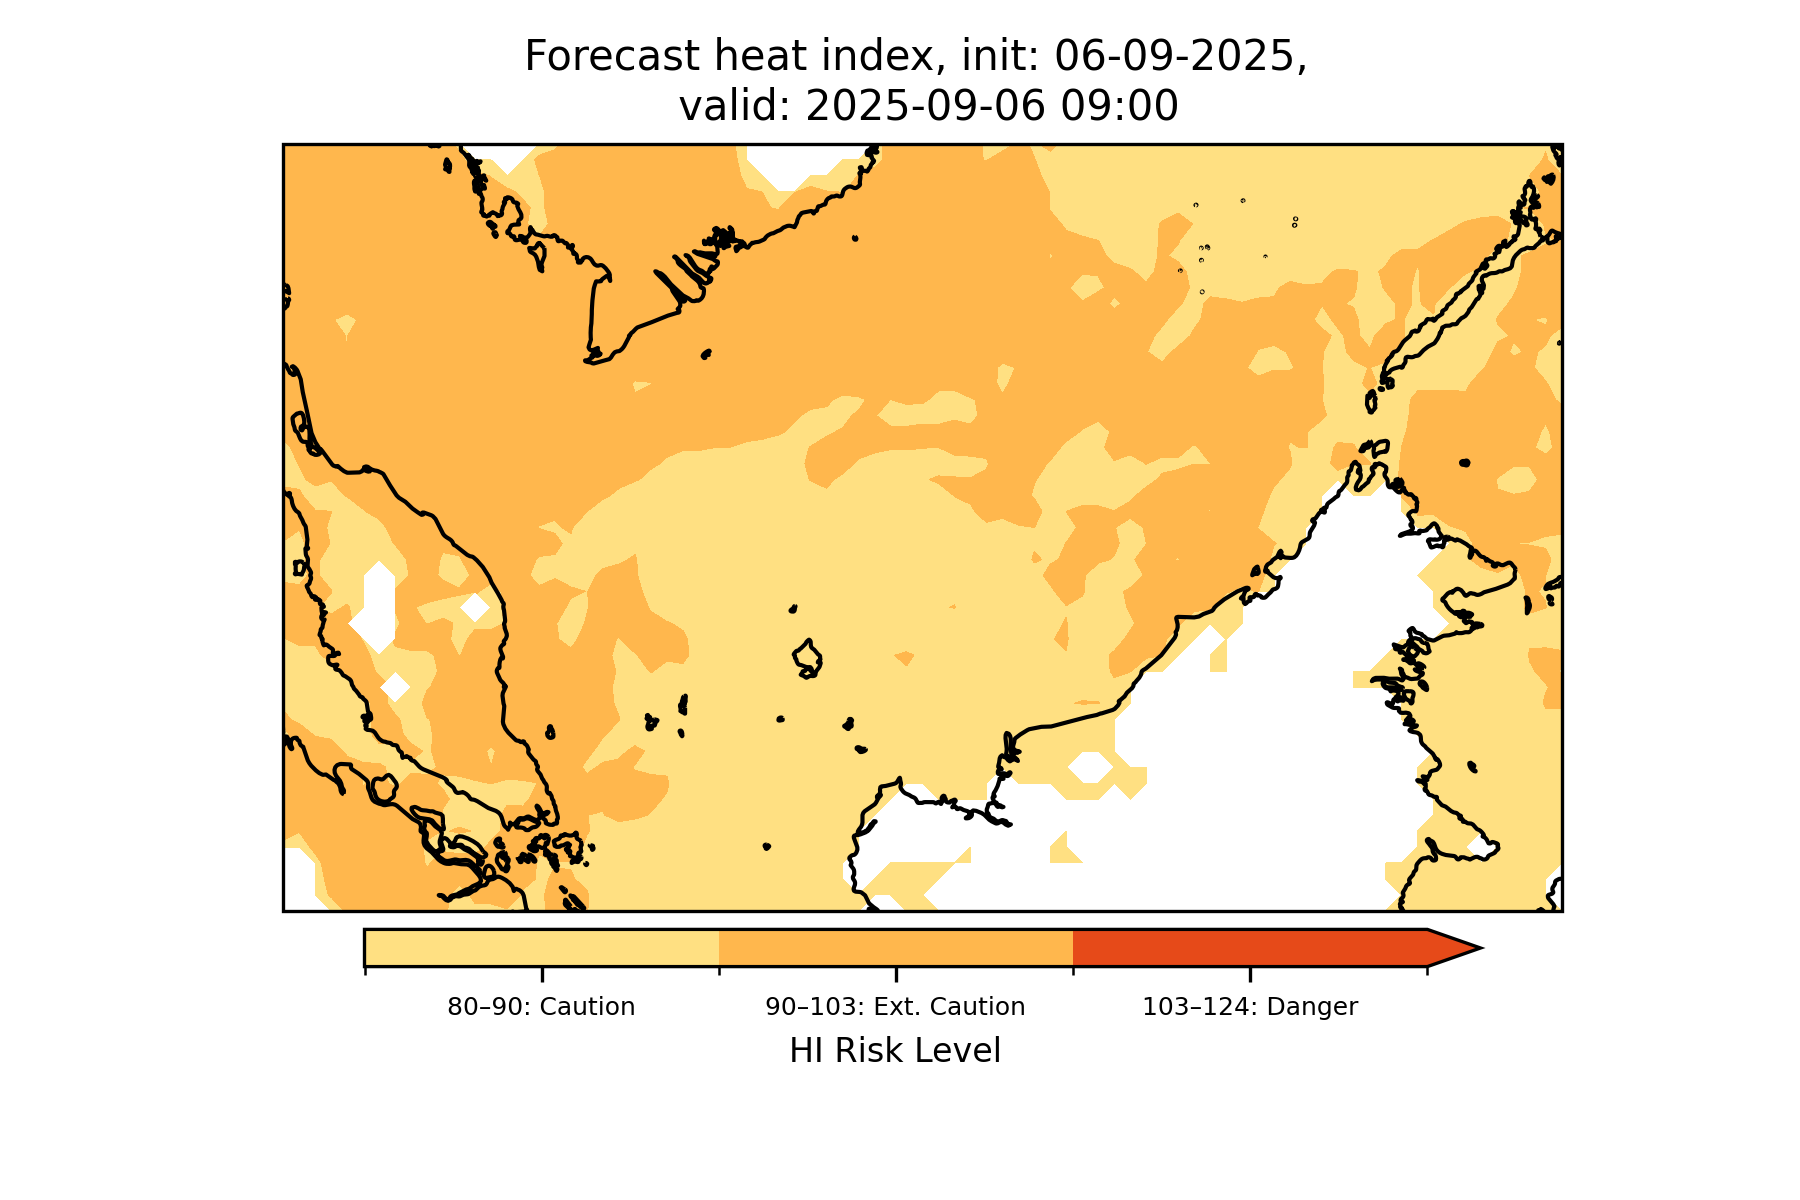 Forecast heat index, init: 06-09-2025,
valid: 2025-09-06 09:00
80–90: Caution
90–103: Ext. Caution
103–124: Danger
HI Risk Level